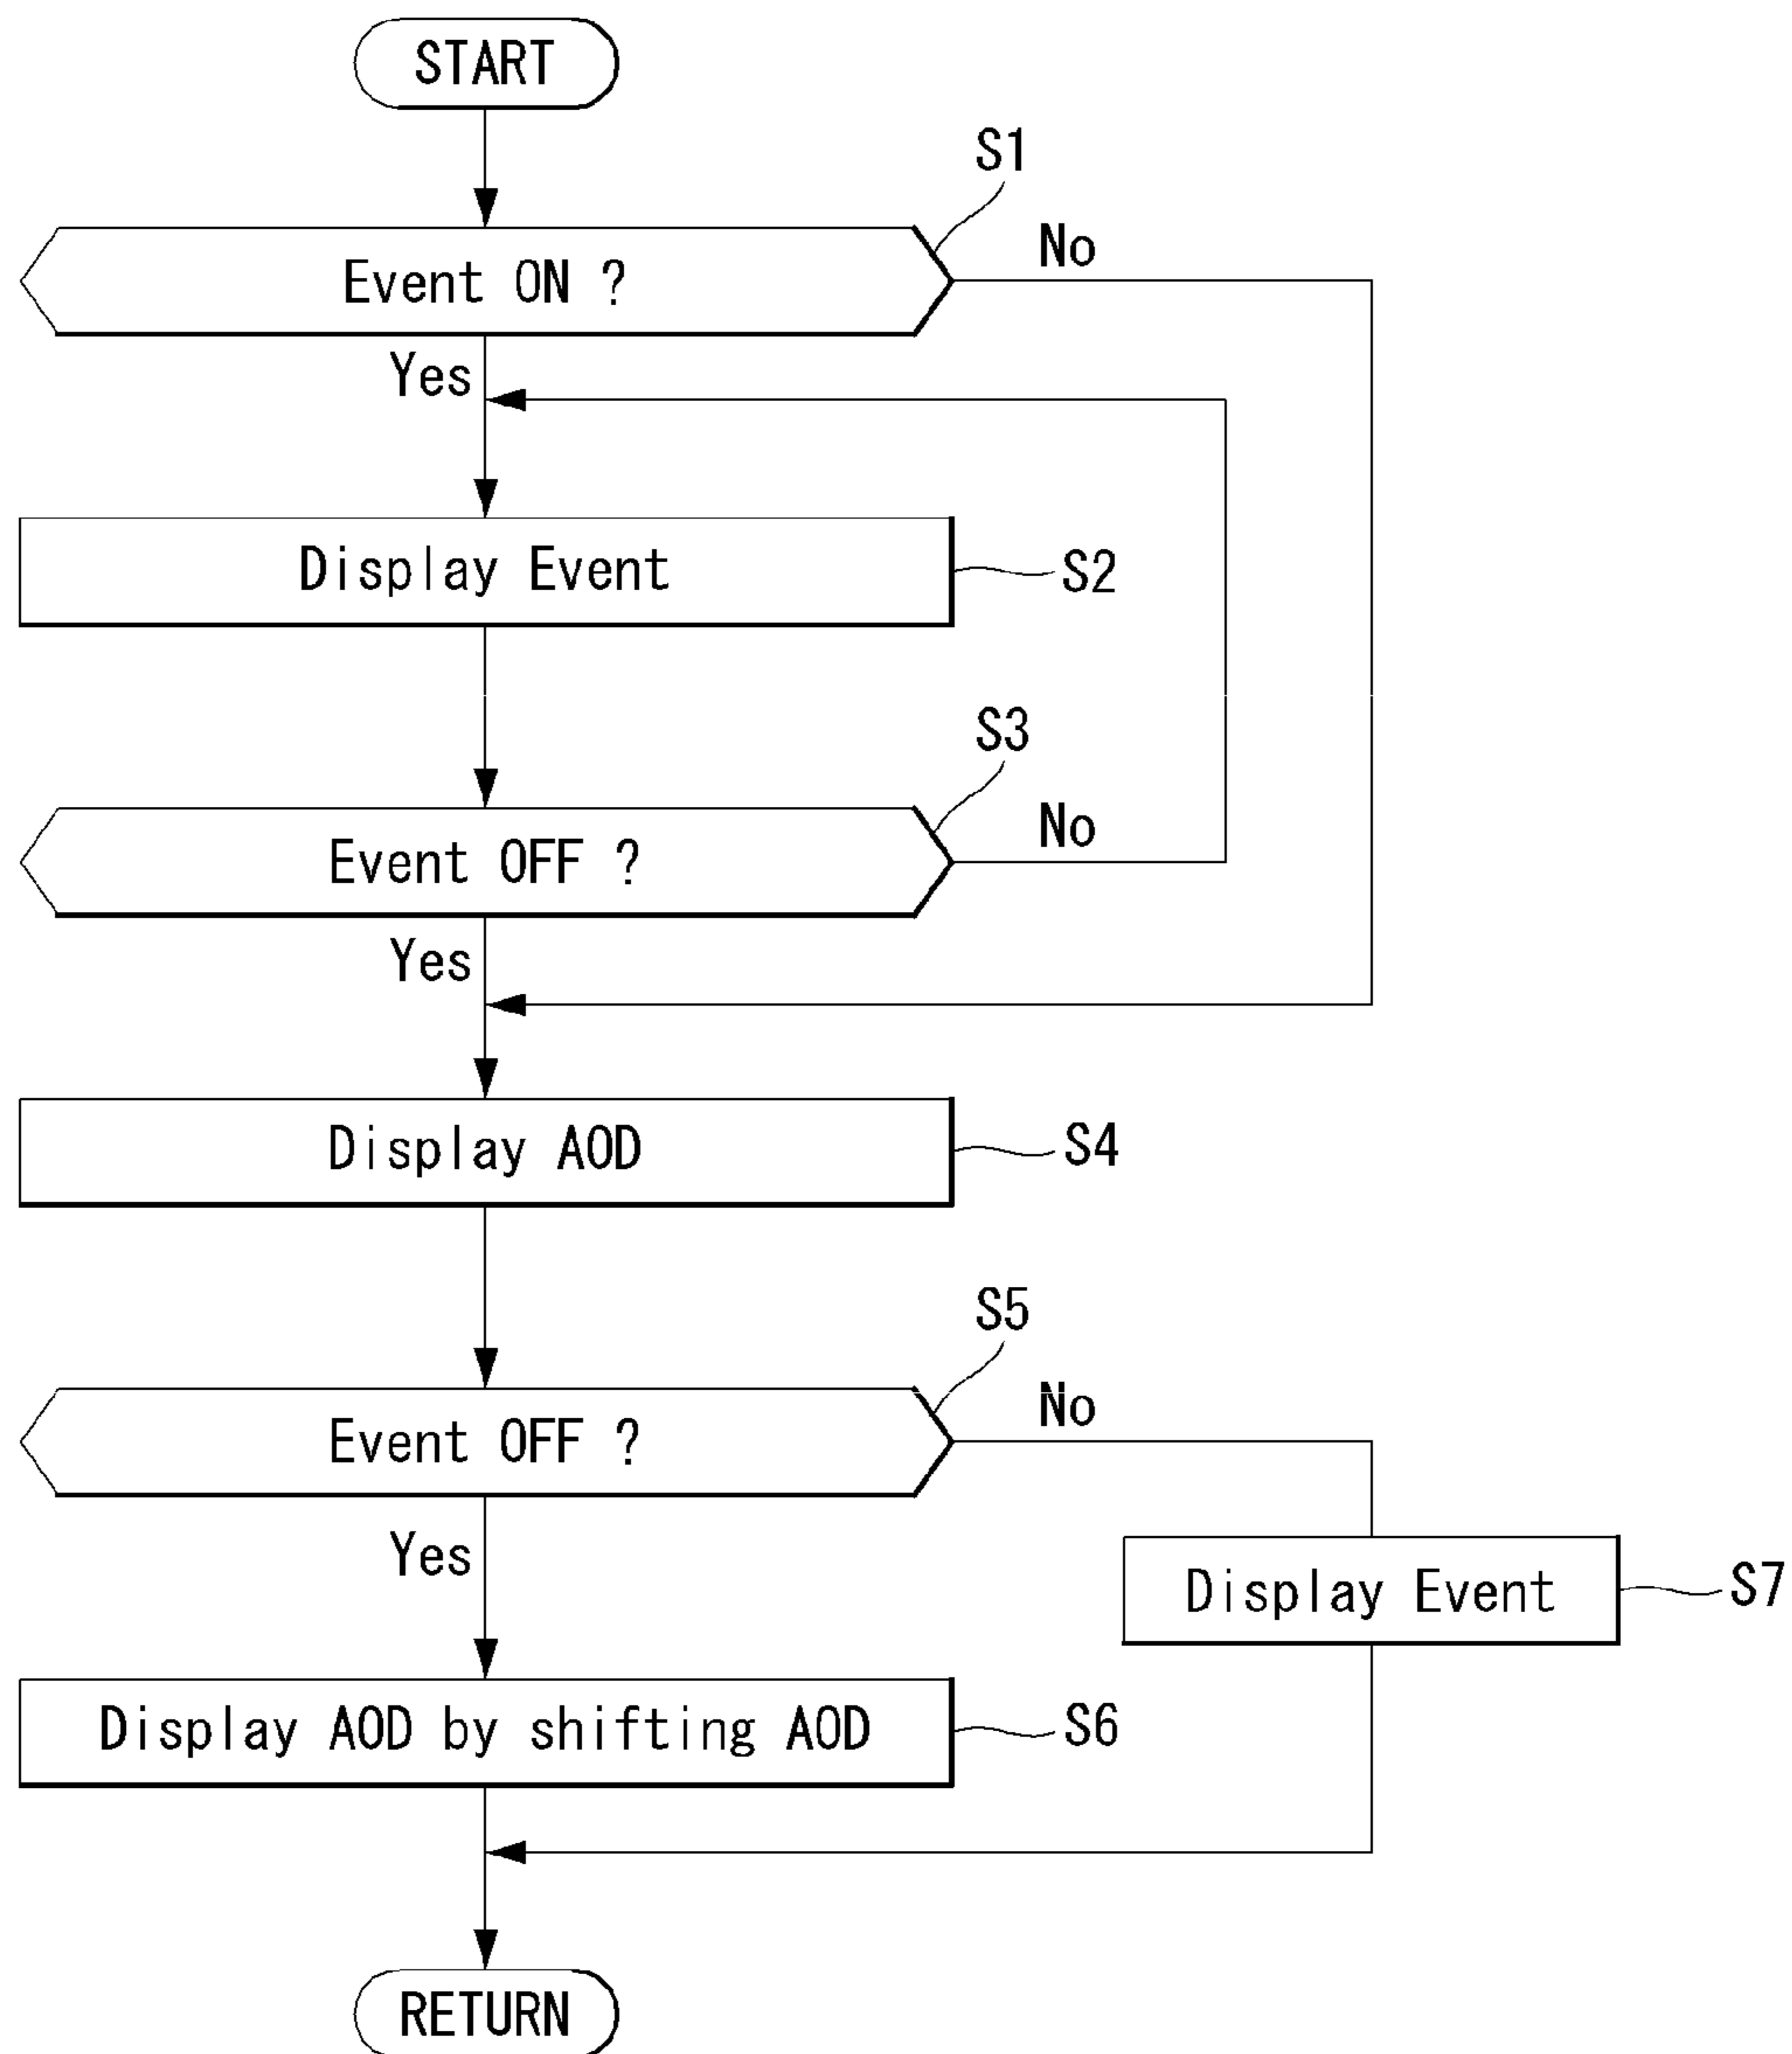 START
S1
Event ON ?
No
Yes
Display Event
S2
S3
Event OFF ?
No
Yes
Display AOD
S4
S5
Event OFF ?
No
Yes
Display Event
S7
Display AOD by shifting AOD
S6
RETURN